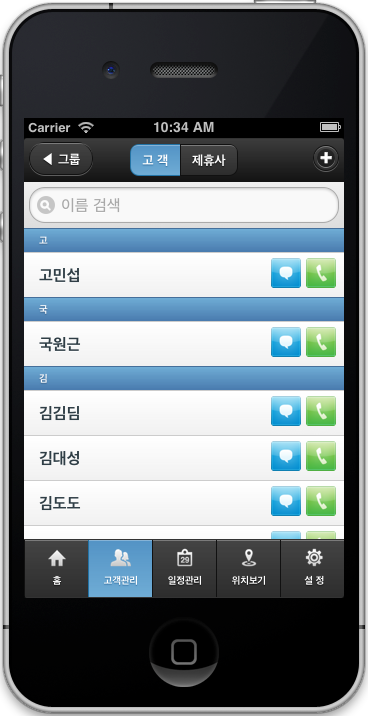 Carrier 10:34 AM
그룹 고 객 제휴사
이름 검색
고
고민섭
국
국원근
김
김김딤
김대성
김도도
29
홈 고객관리 일정관리 위치보기 설 정